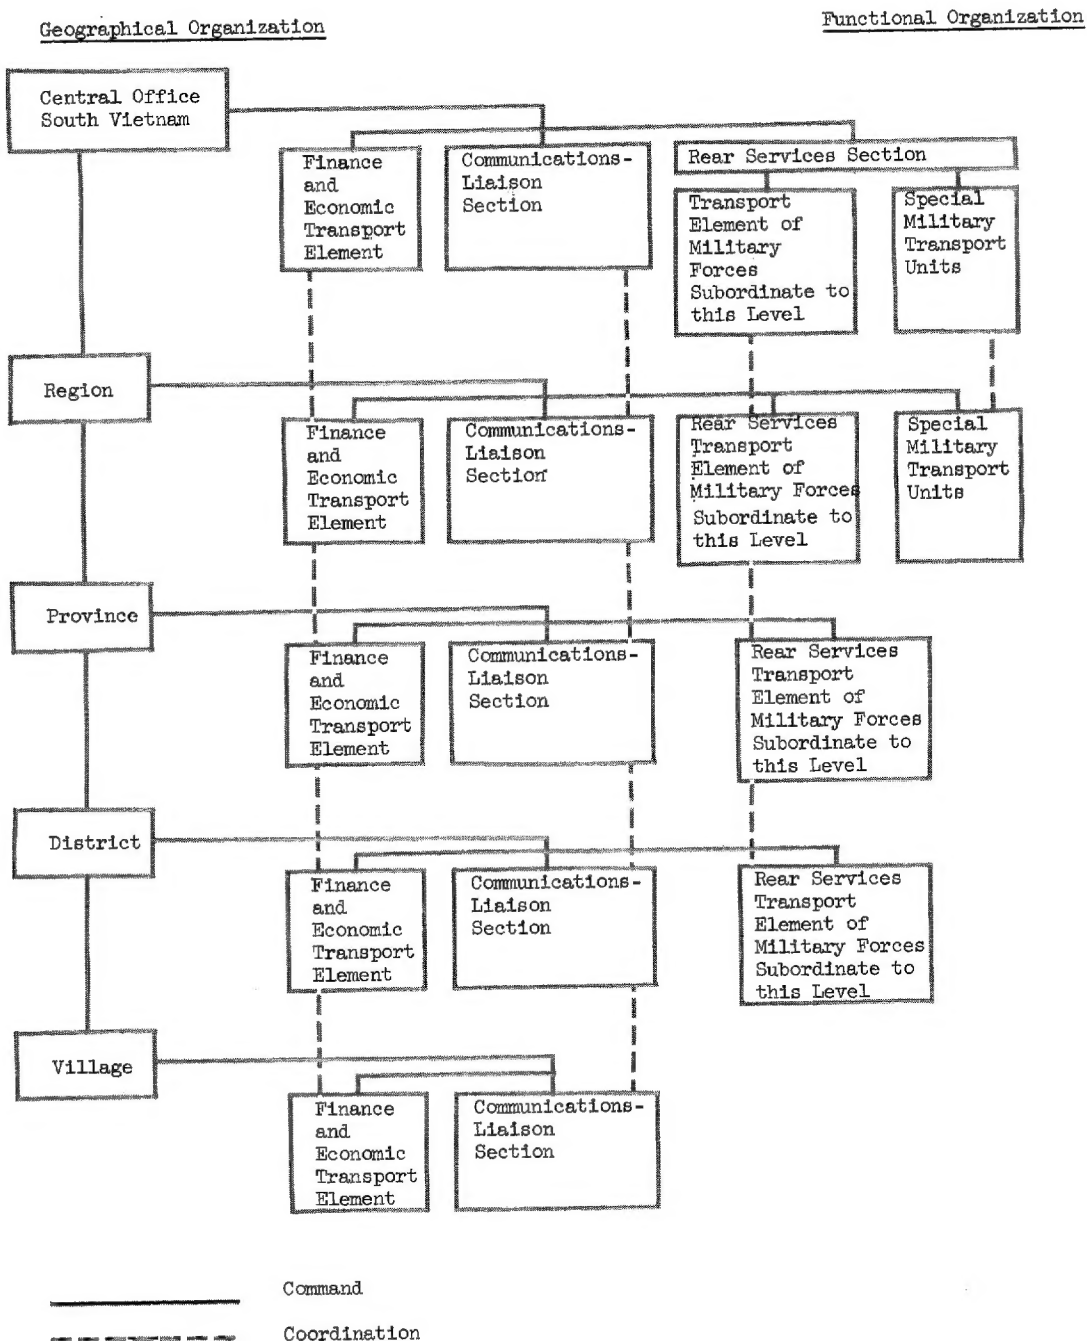 Geographical Organization
Functional Organization
Central Office
South Vietnam
Finance
and
Economic
Transport
Element
Communications-
Liaison
Section
Rear Services Section
Transport
Element of
Military
Forces
Subordinate to
this Level
Special
Military
Transport
Units
Region
Finance
and
Economic
Transport
Element
Communications-
Liaison
Section
Rear Services
Transport
Element of
Military Forces
Subordinate to
this Level
Special
Military
Transport
Units
Province
Finance
and
Economic
Transport
Element
Communications-
Liaison
Section
Rear Services
Transport
Element of
Military Forces
Subordinate to
this Level
District
Finance
and
Economic
Transport
Element
Communications-
Liaison
Section
Rear Services
Transport
Element of
Military Forces
Subordinate to
this Level
Village
Finance
and
Economic
Transport
Element
Communications-
Liaison
Section
Command
Coordination